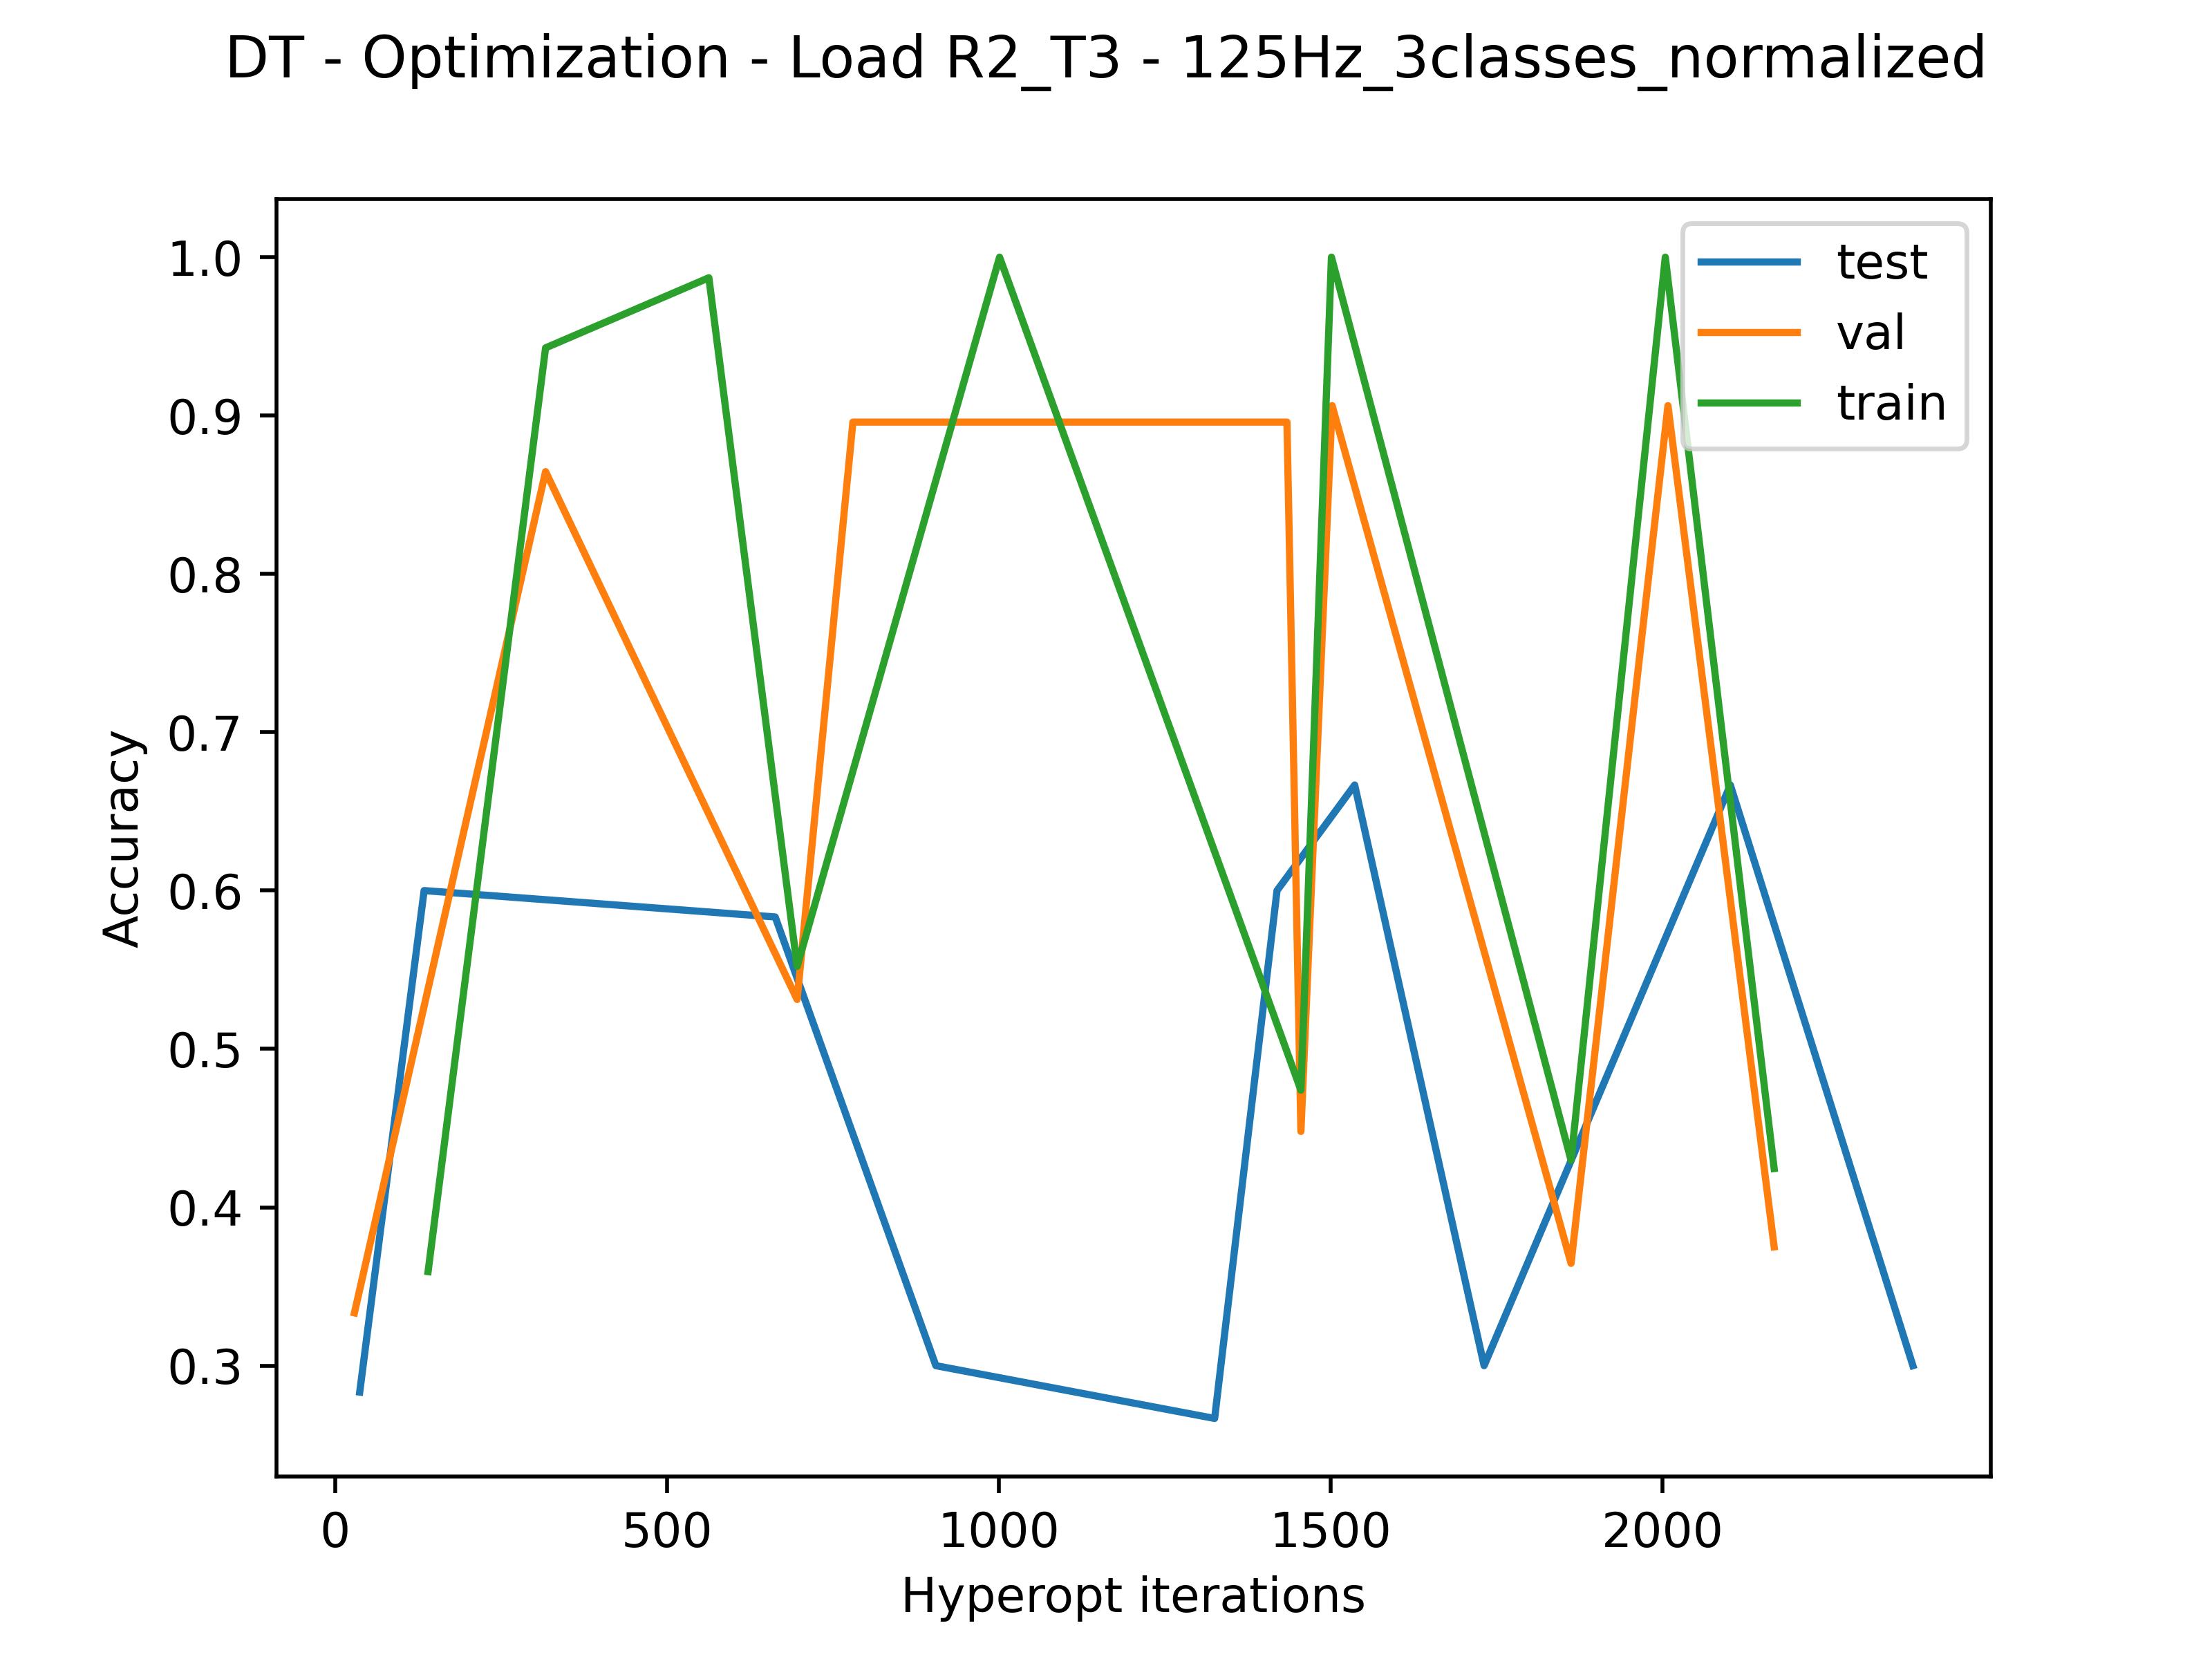 DT - Optimization - Load R2_T3 - 125Hz_3classes_normalized
test
val
train
1.0
0.9
0.8
0.7
0.6
0.5
0.4
0.3
Accuracy
0 500 1000 1500 2000
Hyperopt iterations